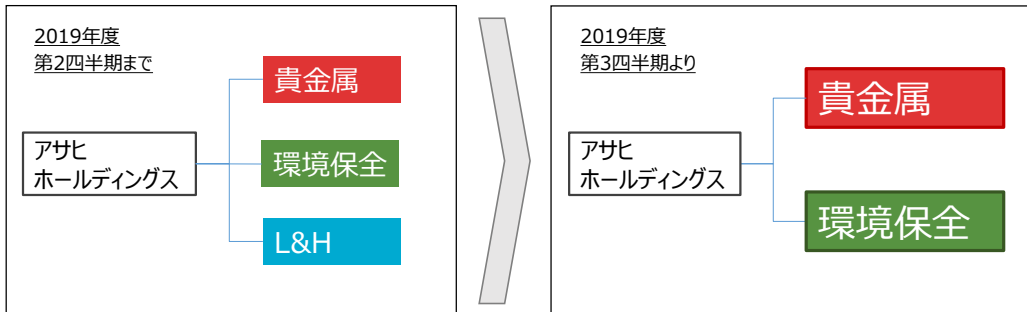 2019年度
第2四半期まで
貴金属
アサヒ
ホールディングス
環境保全
L&H
2019年度
第3四半期より
貴金属
アサヒ
ホールディングス
環境保全